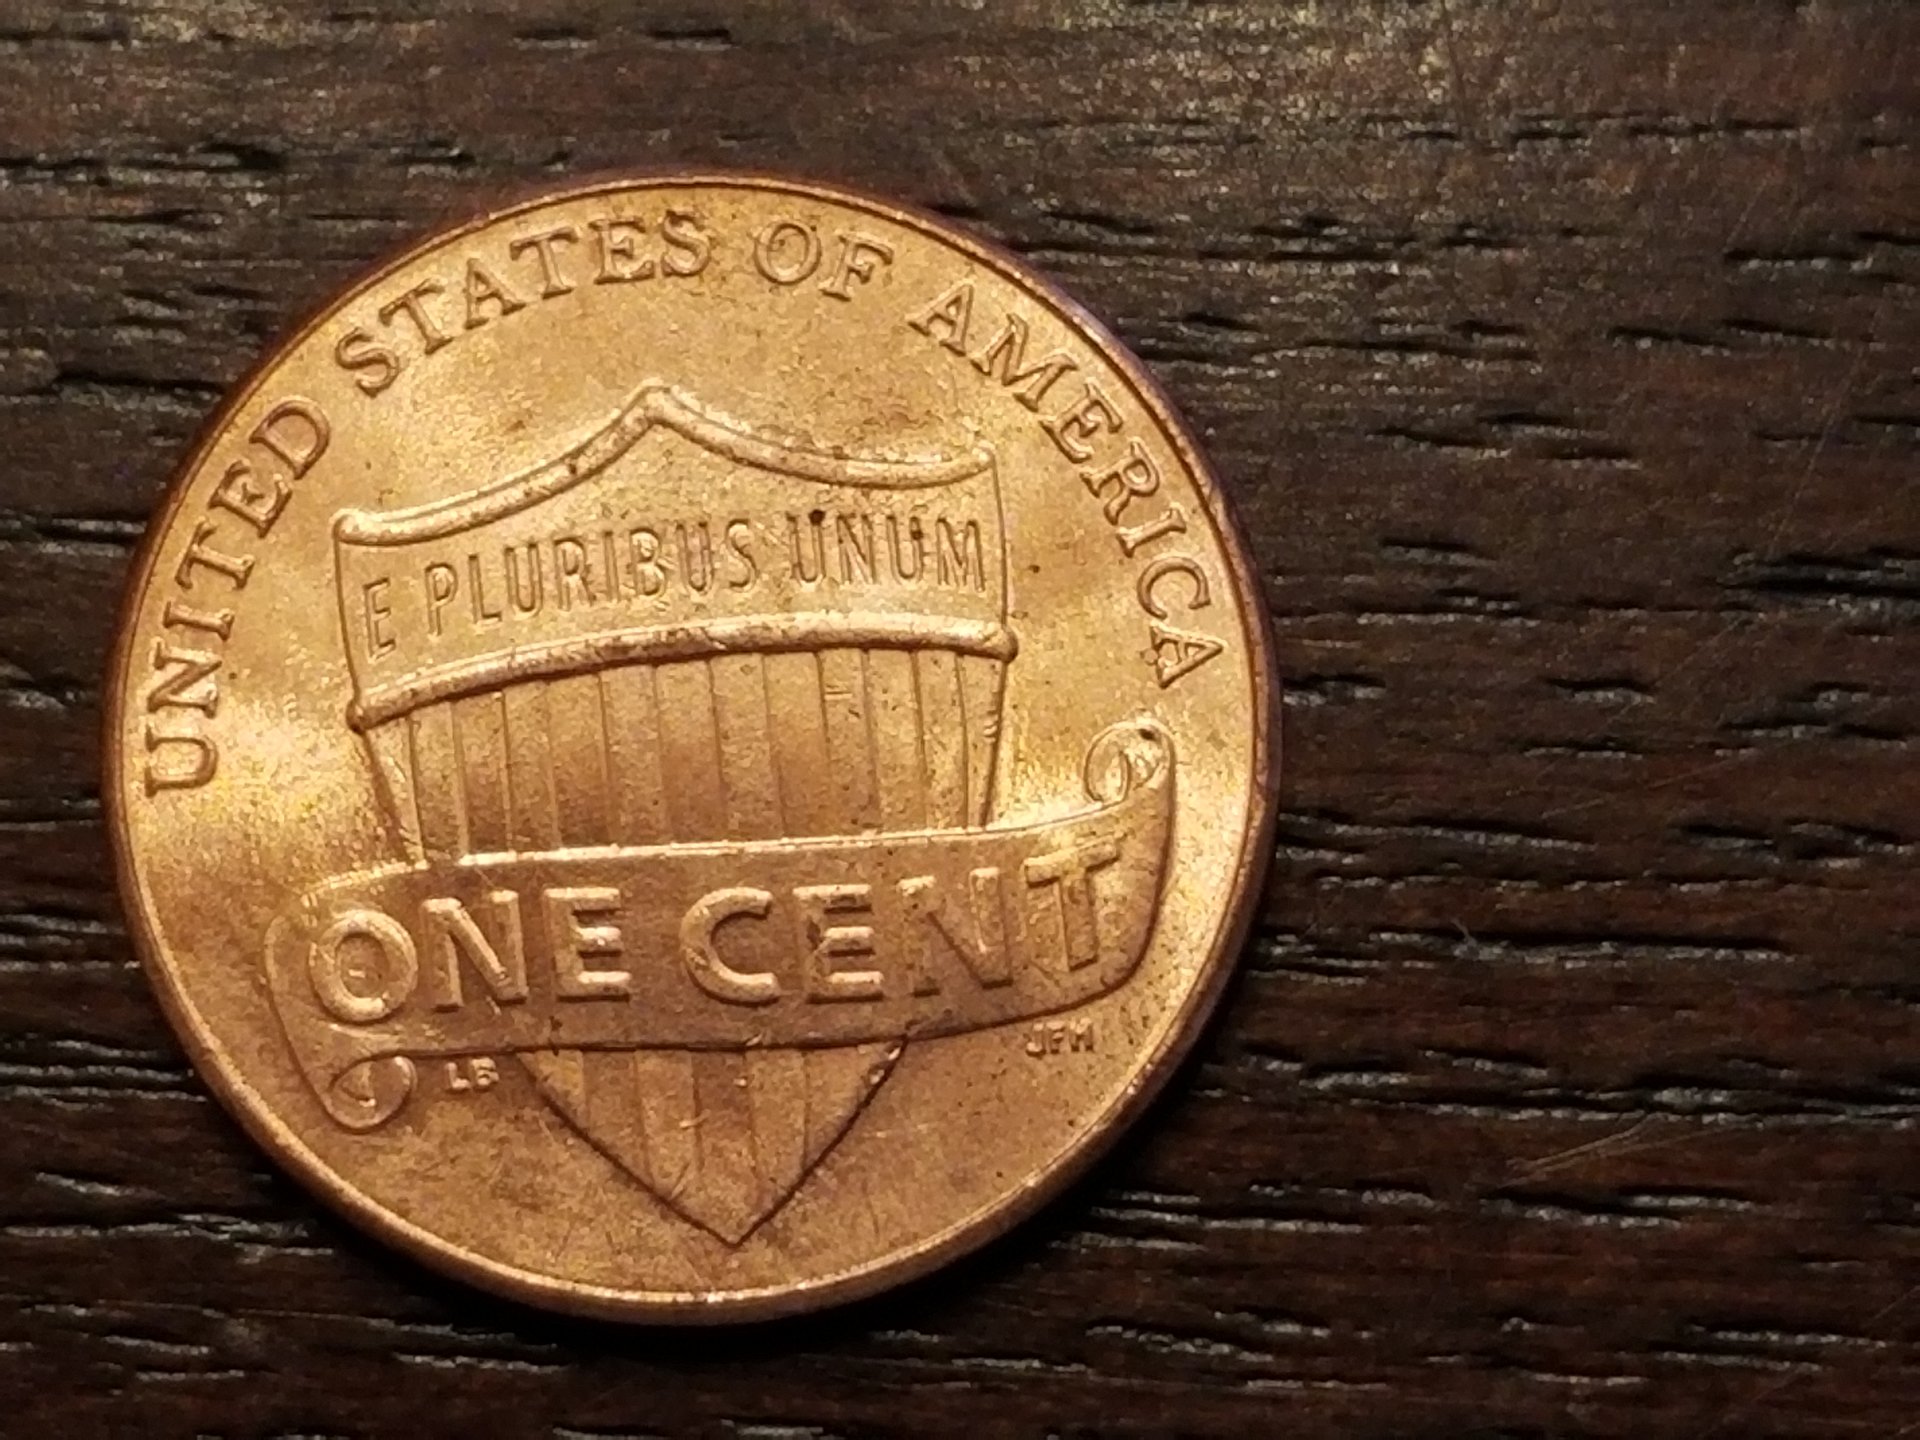 UNITED STATES OF AMERICA
E PLURIBUS UNUM
ONE CENT
LB
JFM